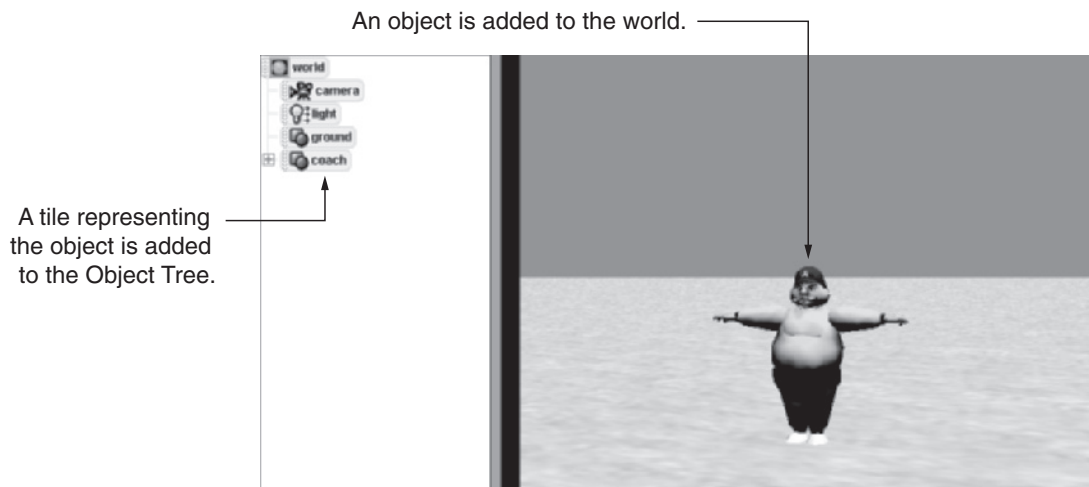 An object is added to the world.
world
camera
light
ground
coach
A tile representing
the object is added
to the Object Tree.